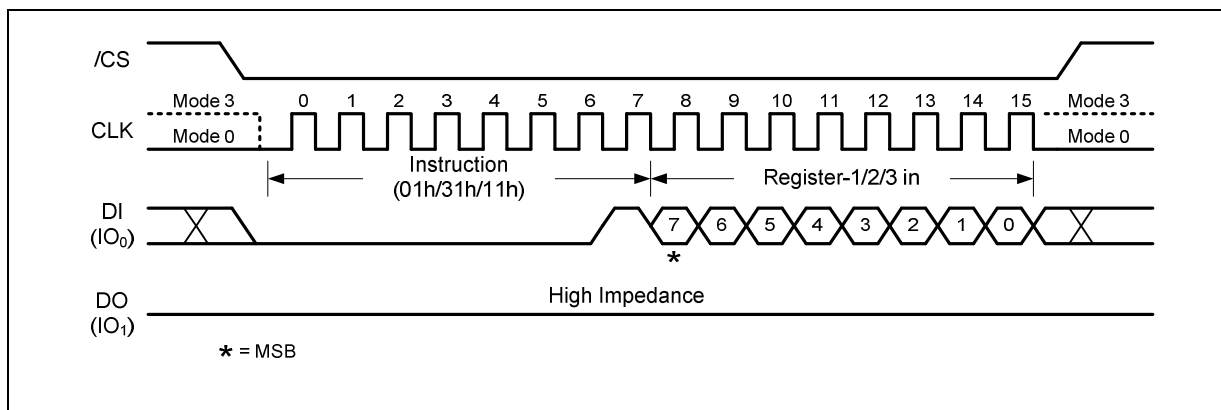 /CS
Mode 3 0 1 2 3 4 5 6 7 8 9 10 11 12 13 14 15 Mode 3
CLK
Mode 0 Mode 0
Instruction
(01h/31h/11h)
Register-1/2/3 in
DI
(IO₀)
7 6 5 4 3 2 1 0
*
High Impedance
DO
(IO₁)
* = MSB